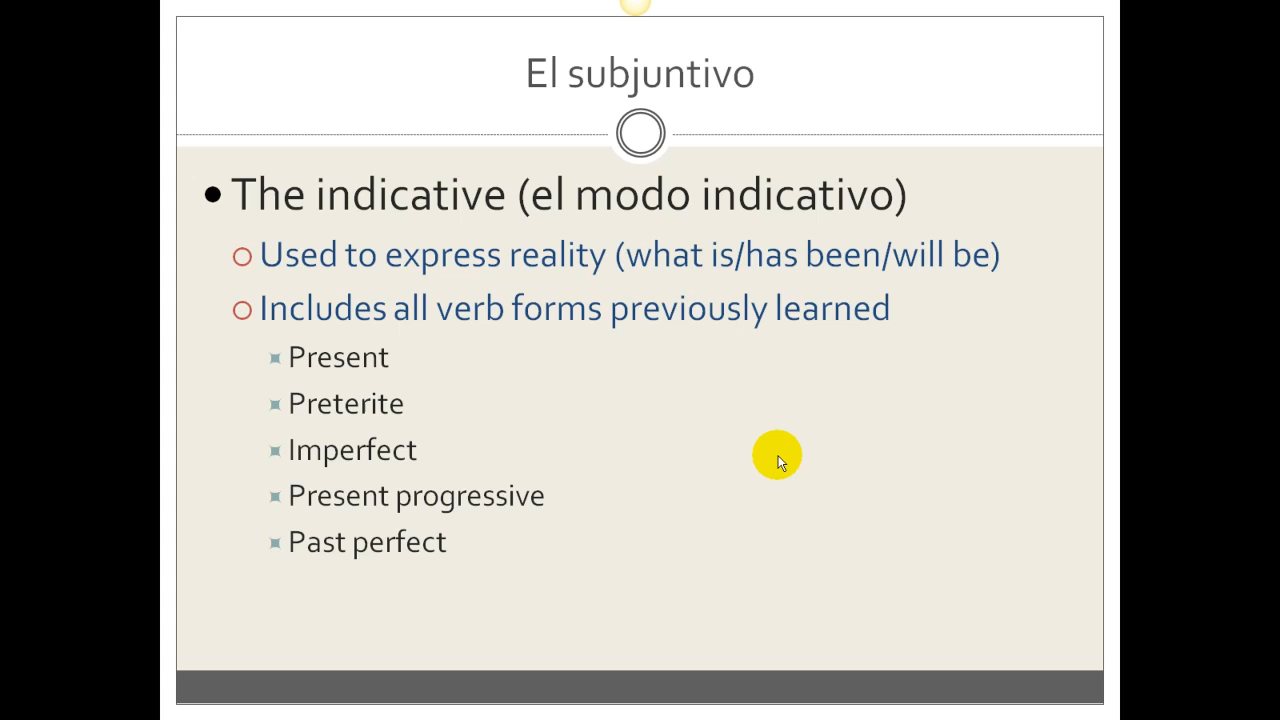 El subjuntivo
The indicative (el modo indicativo)
Used to express reality (what is/has been/will be)
Includes all verb forms previously learned
Present
Preterite
Imperfect
Present progressive
Past perfect